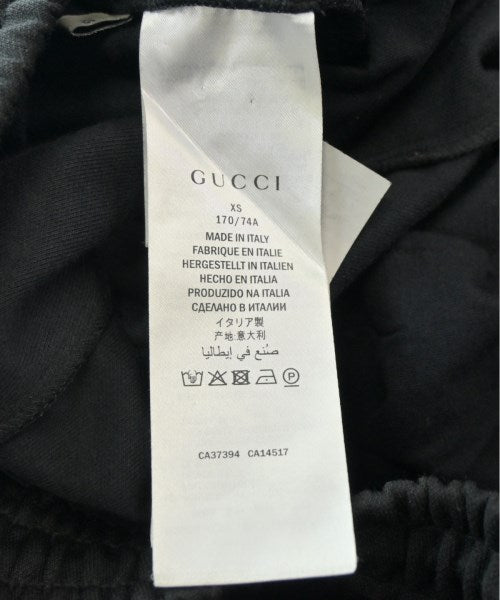 GUCCI
XS
170/74A
MADE IN ITALY
FABRIQUE EN ITALIE
HERGESTELLT IN ITALIEN
HECHO EN ITALIA
PRODUZIDO NA ITALIA
СДЕЛАНО В ИТАЛИИ
イタリア製
产地:意大利
صُنع في إيطاليا
CA37394 CA14517